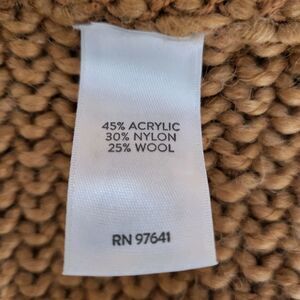 45% ACRYLIC
30% NYLON
25% WOOL
RN 97641